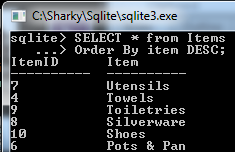 C:\Sharky\Sqlite\sqlite3.exe
sqlite> SELECT * from Items
   ...> Order By item DESC;
ItemID      Item
----------  ----------
7           Utensils
4           Towels
5           Toiletries
8           Silverware
10          Shoes
6           Pots & Pan